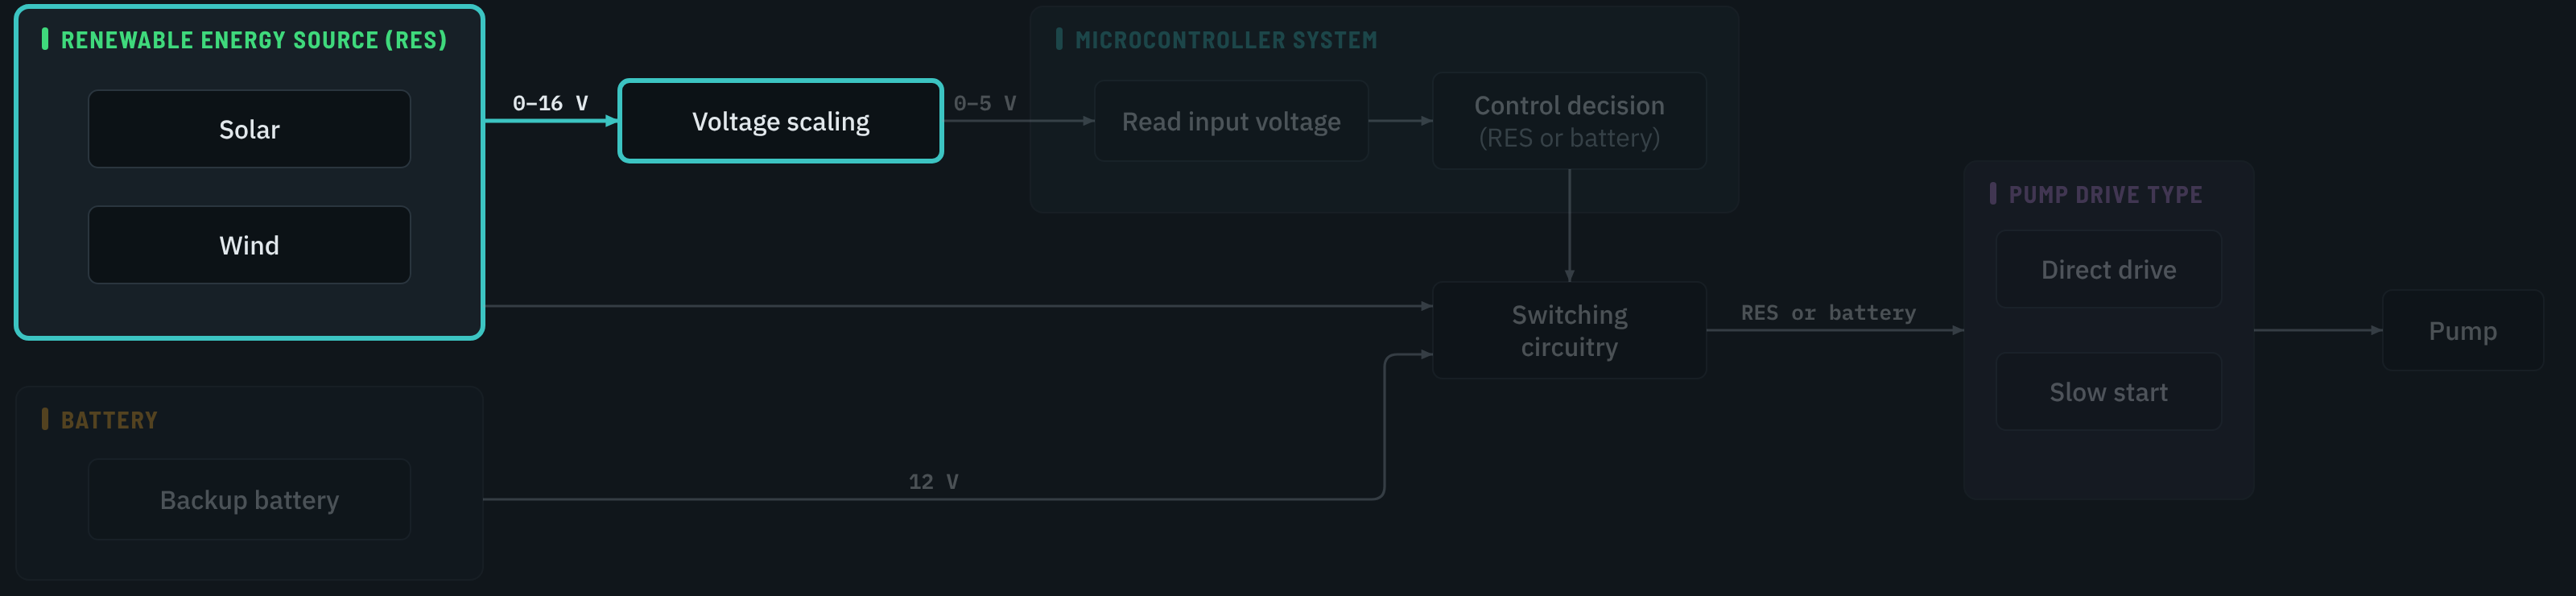 RENEWABLE ENERGY SOURCE (RES)
Solar
Wind
0–16 V
Voltage scaling
0–5 V
MICROCONTROLLER SYSTEM
Read input voltage
Control decision
(RES or battery)
BATTERY
Backup battery
12 V
Switching
circuitry
RES or battery
PUMP DRIVE TYPE
Direct drive
Slow start
Pump